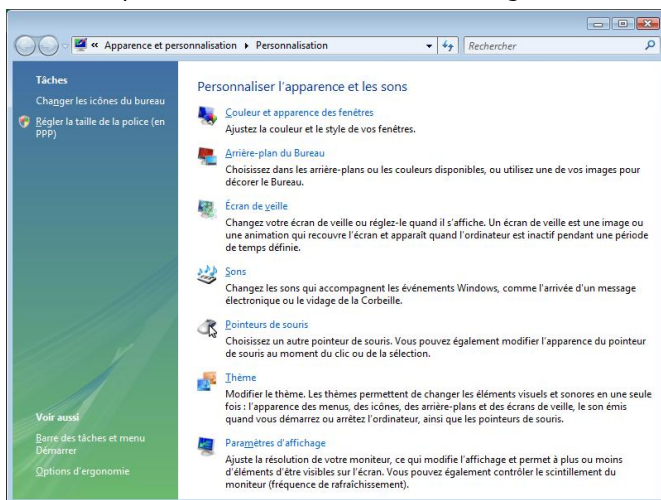 « Apparence et personnalisation ▸ Personnalisation
Rechercher
Tâches
Changer les icônes du bureau
Régler la taille de la police (en
PPP)
Voir aussi
Barre des tâches et menu
Démarrer
Options d'ergonomie
Personnaliser l'apparence et les sons
Couleur et apparence des fenêtres
Ajustez la couleur et le style de vos fenêtres.
Arrière-plan du Bureau
Choisissez dans les arrière-plans ou les couleurs disponibles, ou utilisez une de vos images pour
décorer le Bureau.
Écran de veille
Changez votre écran de veille ou réglez-le quand il s'affiche. Un écran de veille est une image ou
une animation qui recouvre l'écran et apparaît quand l'ordinateur est inactif pendant une période
de temps définie.
Sons
Changez les sons qui accompagnent les événements Windows, comme l'arrivée d'un message
électronique ou le vidage de la Corbeille.
Pointeurs de souris
Choisissez un autre pointeur de souris. Vous pouvez également modifier l'apparence du pointeur
de souris au moment du clic ou de la sélection.
Thème
Modifier le thème. Les thèmes permettent de changer les éléments visuels et sonores en une seule
fois : l'apparence des menus, des icônes, des arrière-plans et des écrans de veille, le son émis
quand vous démarrez ou arrêtez l'ordinateur, ainsi que les pointeurs de souris.
Paramètres d'affichage
Ajuste la résolution de votre moniteur, ce qui modifie l'affichage et permet à plus ou moins
d'éléments d'être visibles sur l'écran. Vous pouvez également contrôler le scintillement du
moniteur (fréquence de rafraîchissement).